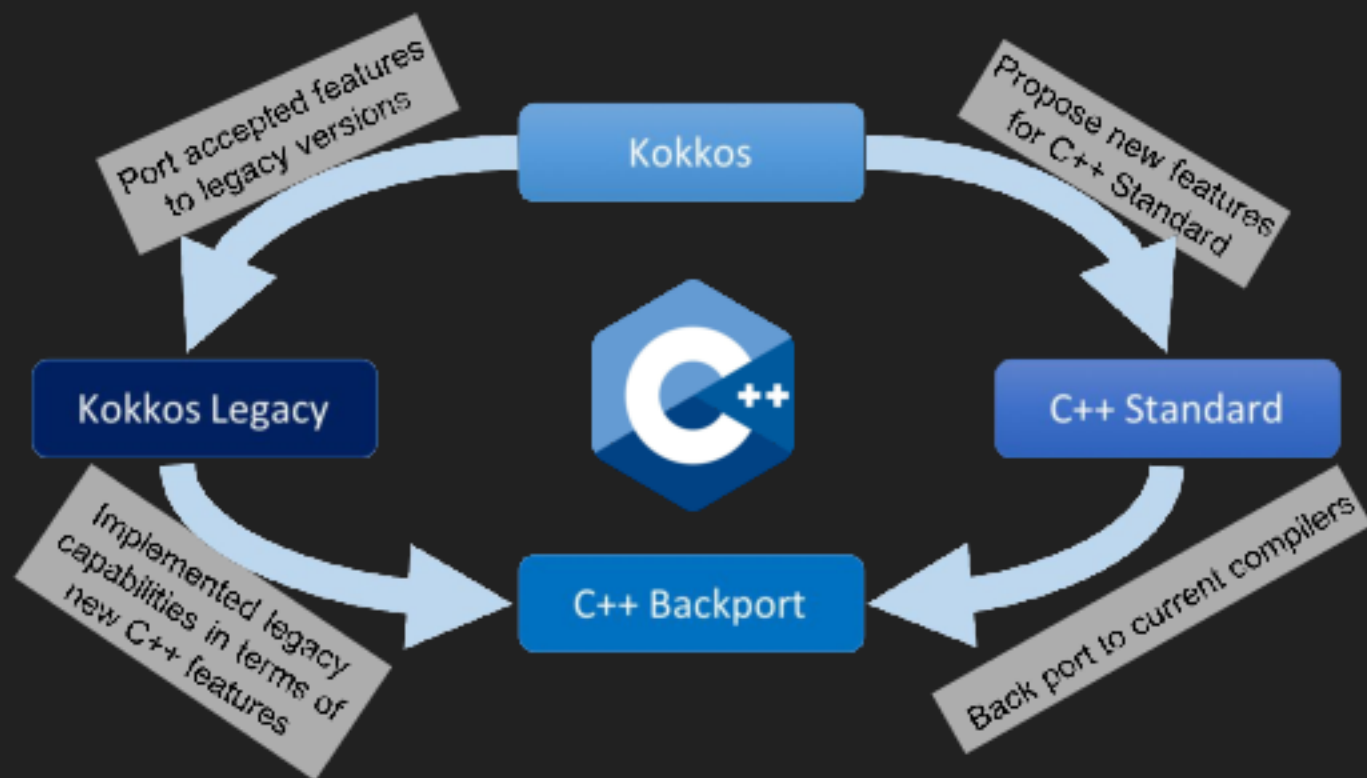 Port accepted features
to legacy versions
Kokkos
Propose new features
for C++ Standard
Kokkos Legacy
C++
C++ Standard
Implemented legacy
capabilities in terms of
new C++ features
C++ Backport
Back port to current compilers